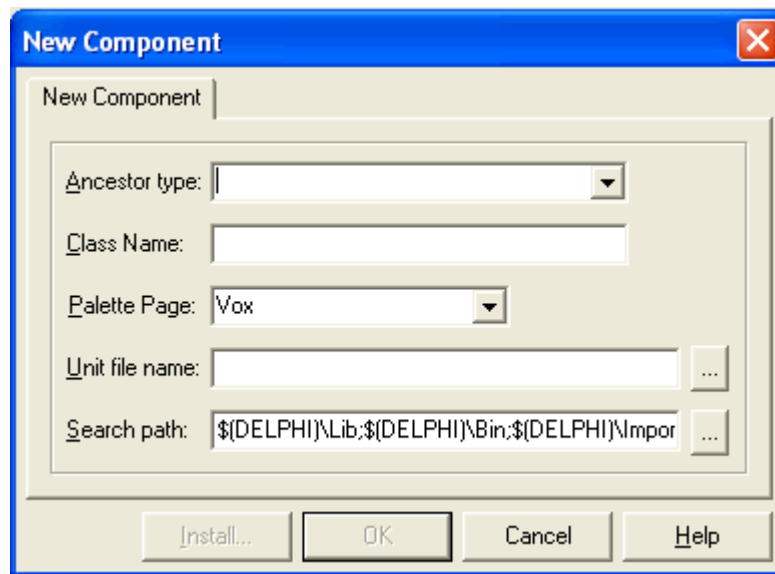 New Component
New Component
Ancestor type:
Class Name:
Palette Page: Vox
Unit file name: ...
Search path: $(DELPHI)\Lib;$(DELPHI)\Bin;$(DELPHI)\Impor ...
Install... OK Cancel Help